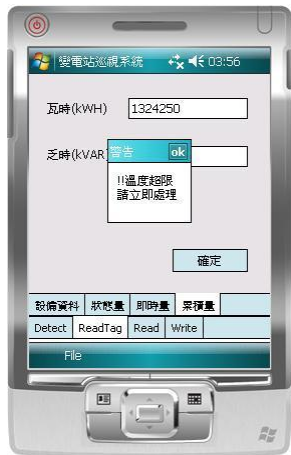 變電站巡視系統 03:56
瓦時(kWH) 1324250
乏時(kVAR
警告 ok
!!溫度超限
請立即處理
確定
設備資料 狀態量 即時量 累積量
Detect ReadTag Read Write
File